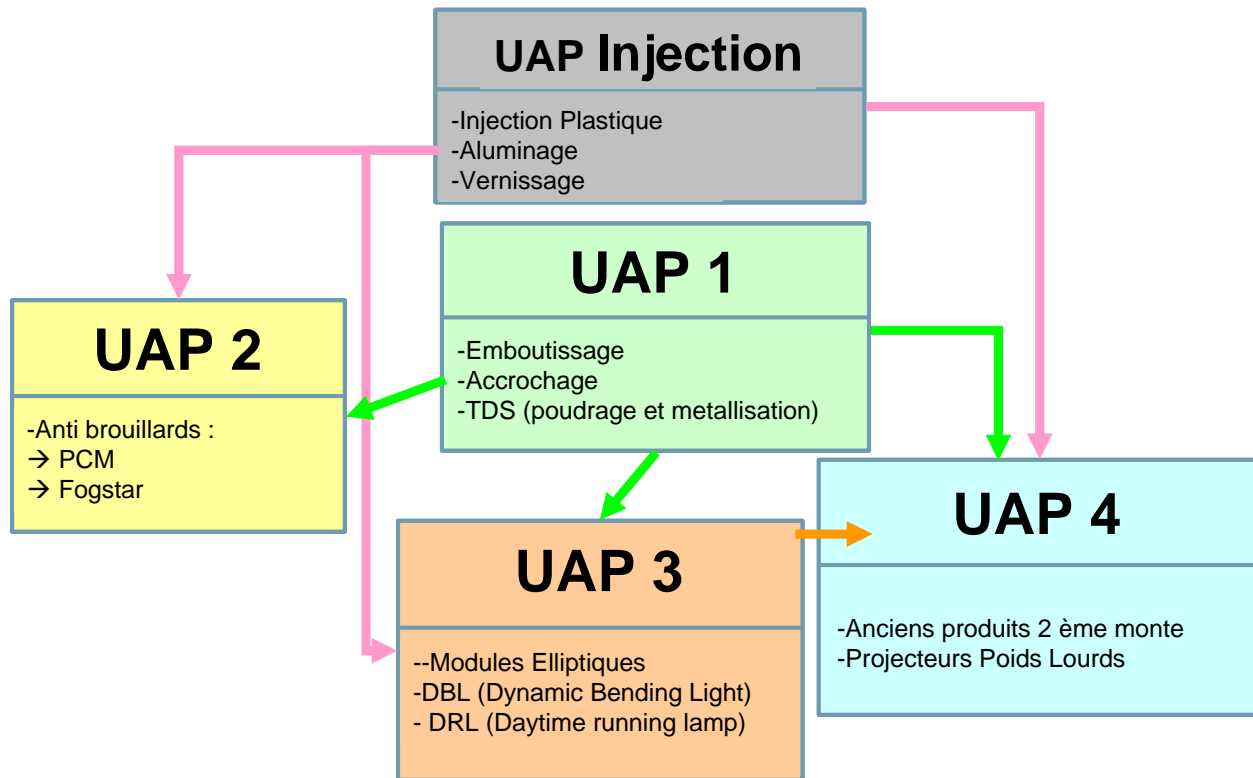 UAP Injection
-Injection Plastique
-Aluminage
-Vernissage
UAP 1
-Emboutissage
-Accrochage
-TDS (poudrage et metallisation)
UAP 2
-Anti brouillards :
→ PCM
→ Fogstar
UAP 3
--Modules Elliptiques
-DBL (Dynamic Bending Light)
- DRL (Daytime running lamp)
UAP 4
-Anciens produits 2 ème monte
-Projecteurs Poids Lourds